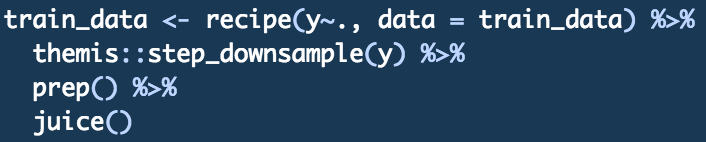 train_data <- recipe(y~., data = train_data) %>%
  themis::step_downsample(y) %>%
  prep() %>%
  juice()